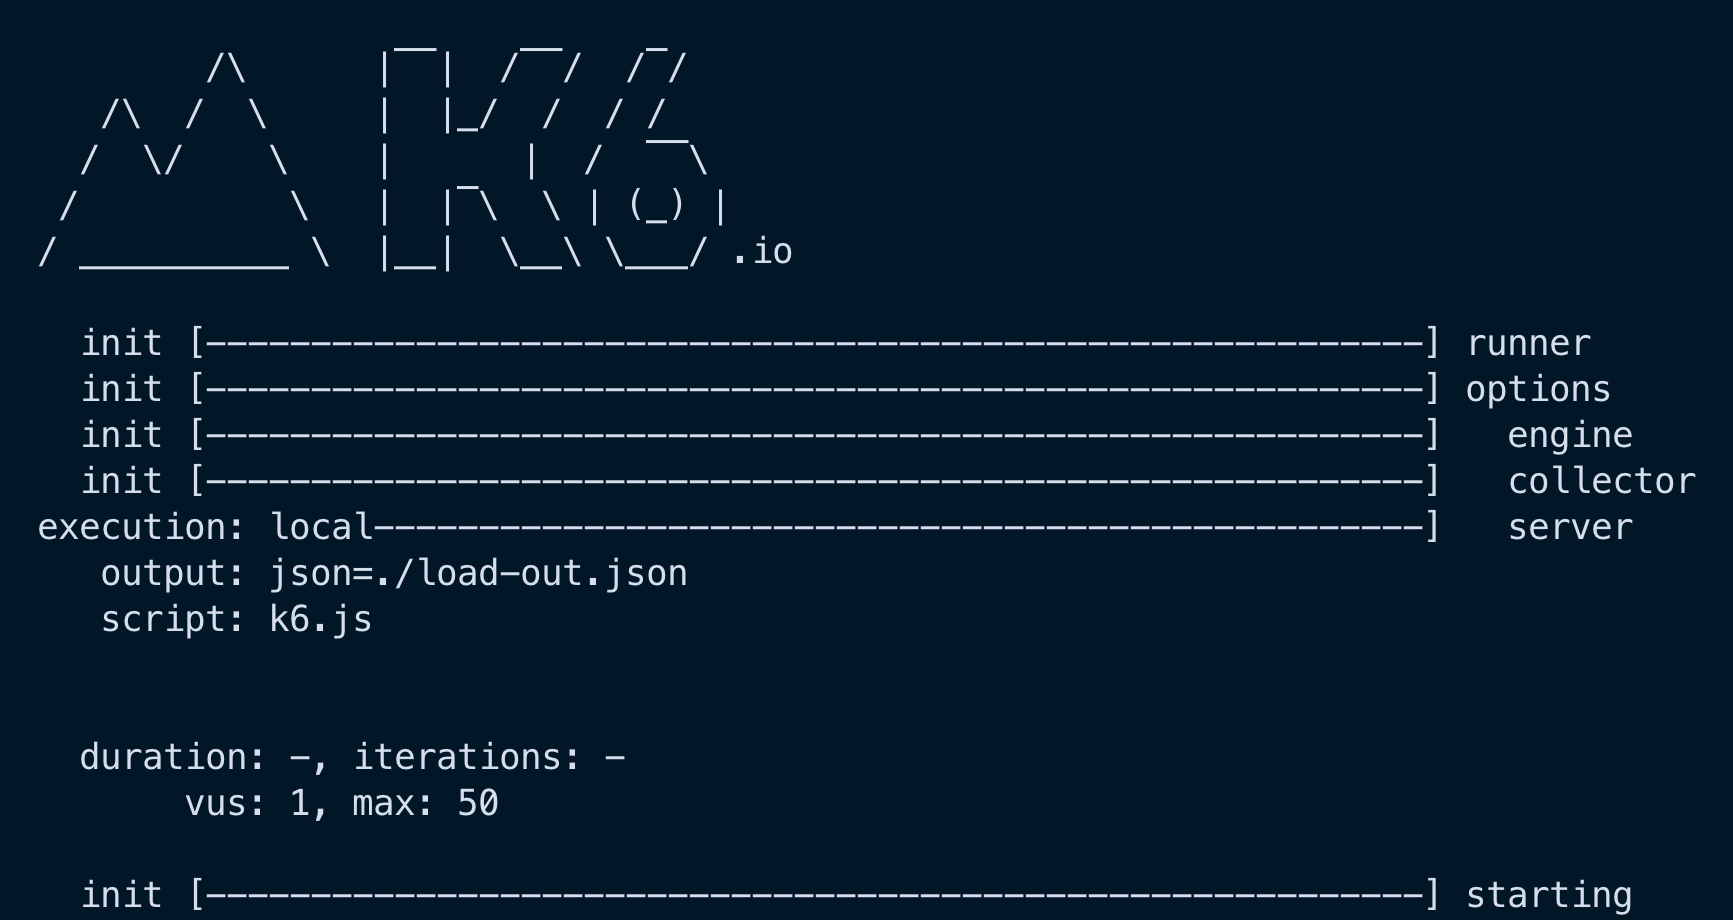 /\      |‾‾|  /‾‾/  /‾/
     /\  /  \     |  |_/  /  / /
    /  \/    \    |      |  /  ‾‾\
   /          \   |  |‾\  \ | (_) |
  / __________ \  |__|  \__\ \___/ .io
init [----------------------------------------------------------] runner
init [----------------------------------------------------------] options
init [----------------------------------------------------------] engine
init [----------------------------------------------------------] collector
execution: local--------------------------------------------------] server
output: json=./load-out.json
script: k6.js
duration: -, iterations: -
vus: 1, max: 50
init [----------------------------------------------------------] starting